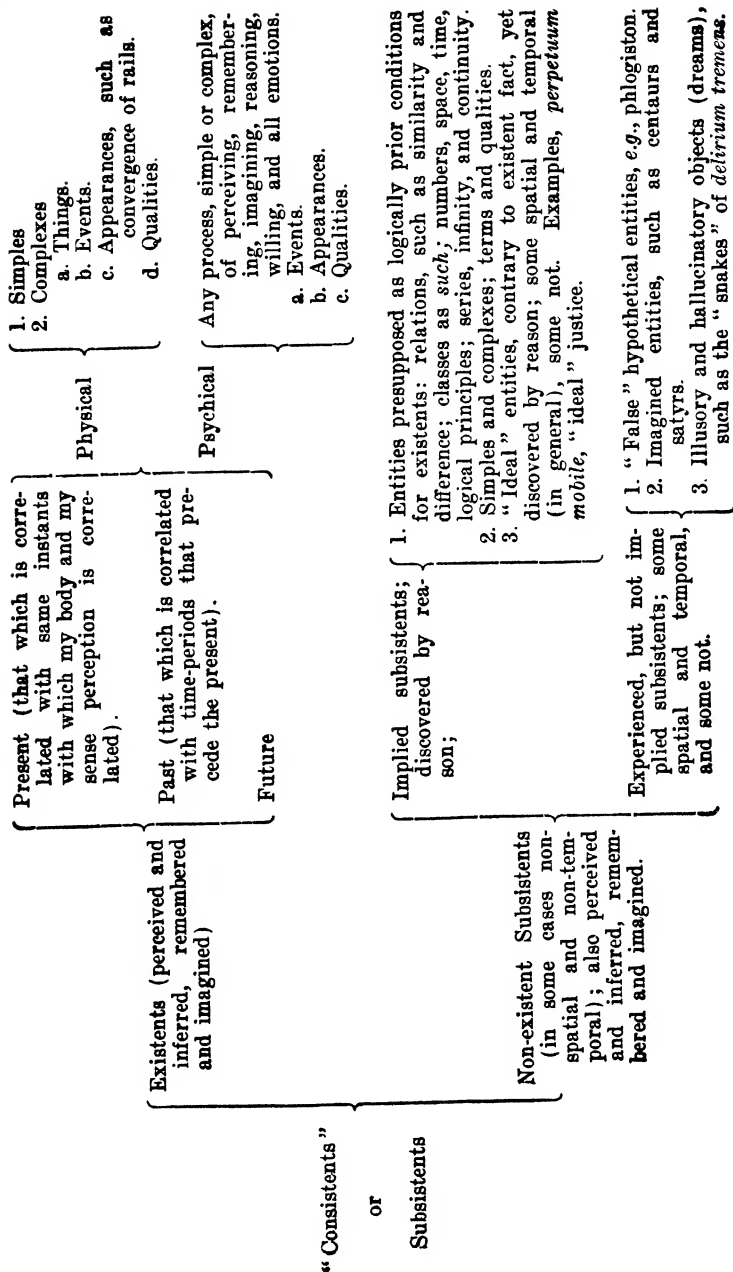 “Consistents”
or
Subsistents
Existents (perceived and
inferred, remembered
and imagined)
Present (that which is corre-
lated with same instants
with which my body and my
sense perception is corre-
lated).
Past (that which is correlated
with time-periods that pre-
cede the present).
Future
Physical
1. Simples
2. Complexes
a. Things.
b. Events.
c. Appearances, such as
convergence of rails.
d. Qualities.
Psychical
Any process, simple or complex,
of perceiving, remember-
ing, imagining, reasoning,
willing, and all emotions.
a. Events.
b. Appearances.
c. Qualities.
Non-existent Subsistents
(in some cases non-
spatial and non-tem-
poral); also perceived
and inferred, remem-
bered and imagined.
Implied subsistents;
discovered by rea-
son;
1. Entities presupposed as logically prior conditions
for existents: relations, such as similarity and
difference; classes as such; numbers, space, time,
logical principles; series, infinity, and continuity.
2. Simples and complexes; terms and qualities.
3. “Ideal” entities, contrary to existent fact, yet
discovered by reason; some spatial and temporal
(in general), some not. Examples, perpetuum
mobile, “ideal” justice.
Experienced, but not im-
plied subsistents; some
spatial and temporal,
and some not.
1. “False” hypothetical entities, e.g., phlogiston.
2. Imagined entities, such as centaurs and
satyrs.
3. Illusory and hallucinatory objects (dreams),
such as the “snakes” of delirium tremens.